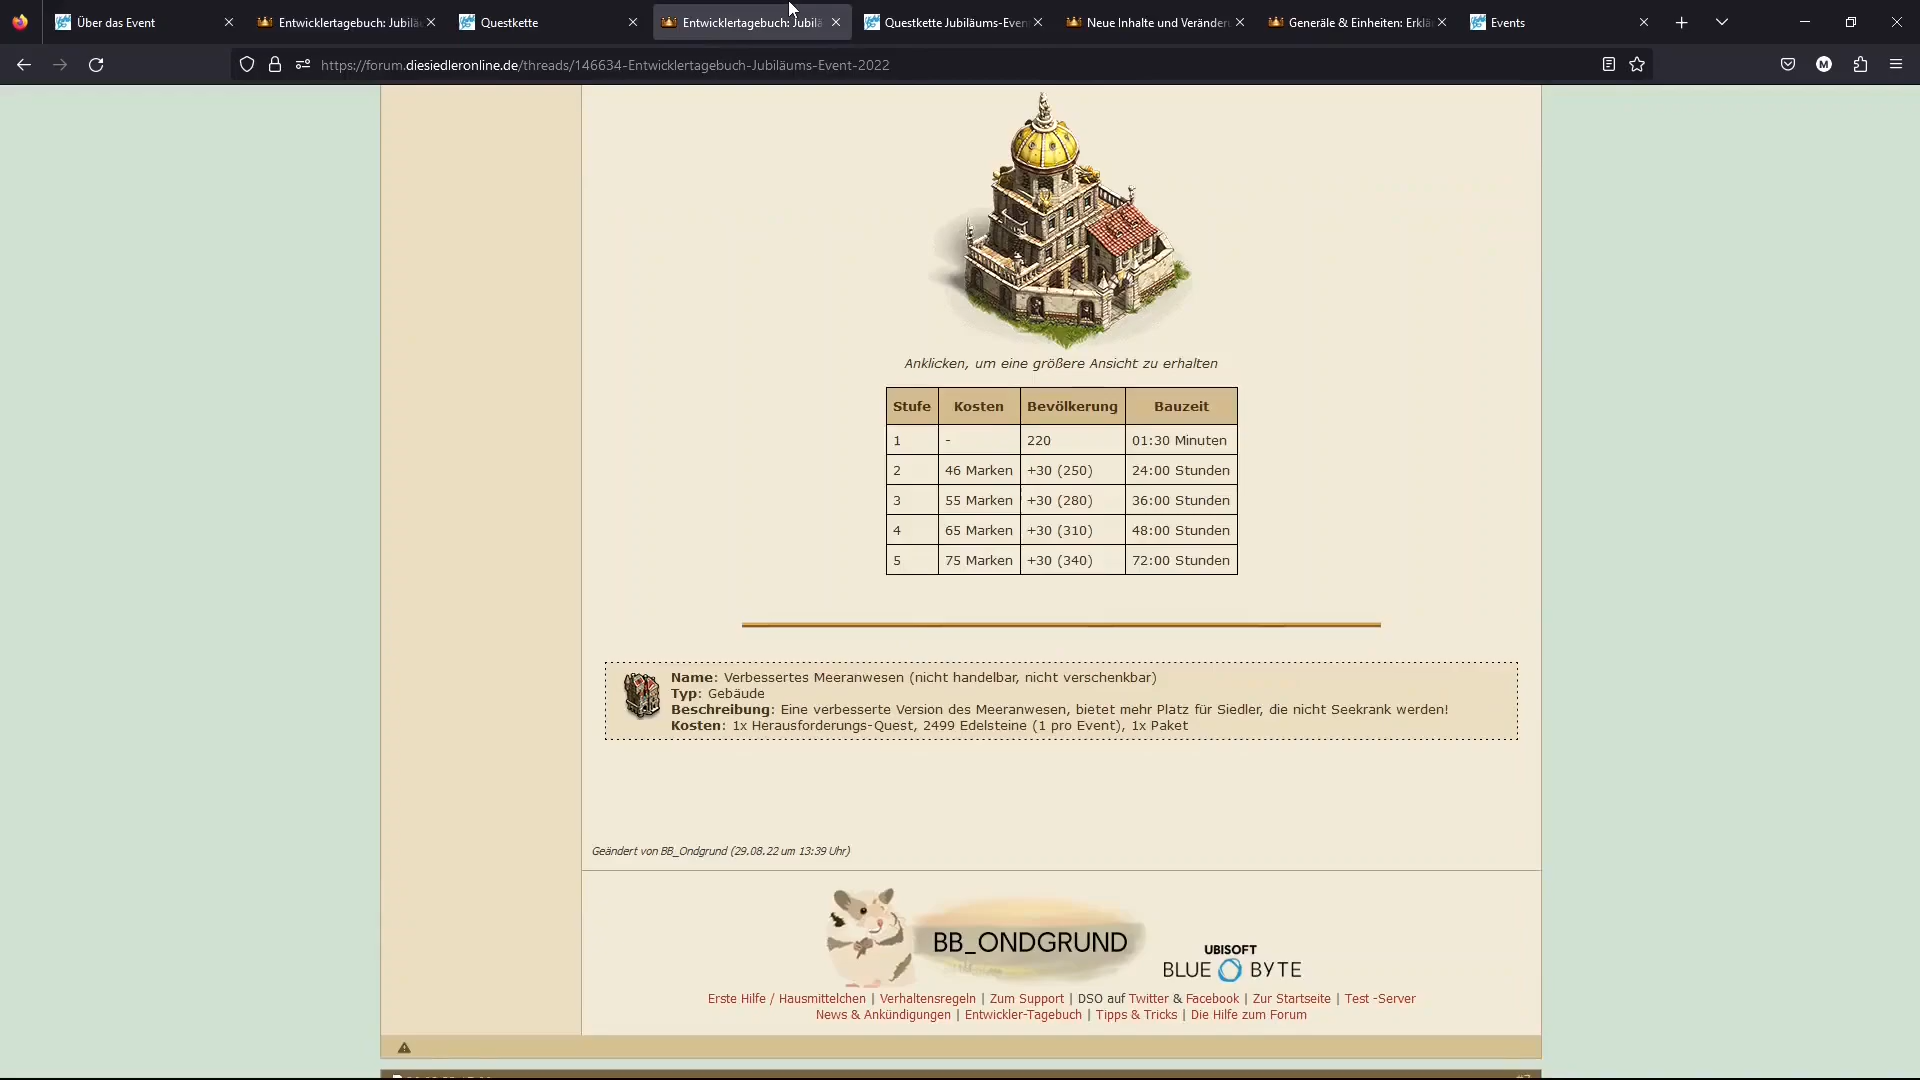 Über das Event
Entwicklertagebuch: Jubilä
Questkette
Entwicklertagebuch: Jubilä
Questkette Jubiläums-Even
Neue Inhalte und Veränderu
Generäle & Einheiten: Erklä
Events
https://forum.diesiedleronline.de/threads/146634-Entwicklertagebuch-Jubiläums-Event-2022
M
Anklicken, um eine größere Ansicht zu erhalten
Stufe Kosten Bevölkerung Bauzeit
1 - 220 01:30 Minuten
2 46 Marken +30 (250) 24:00 Stunden
3 55 Marken +30 (280) 36:00 Stunden
4 65 Marken +30 (310) 48:00 Stunden
5 75 Marken +30 (340) 72:00 Stunden
Name: Verbessertes Meeranwesen (nicht handelbar, nicht verschenkbar)
Typ: Gebäude
Beschreibung: Eine verbesserte Version des Meeranwesen, bietet mehr Platz für Siedler, die nicht Seekrank werden!
Kosten: 1x Herausforderungs-Quest, 2499 Edelsteine (1 pro Event), 1x Paket
Geändert von BB_Ondgrund (29.08.22 um 13:39 Uhr)
BB_ONDGRUND
UBISOFT
BLUE BYTE
Erste Hilfe / Hausmittelchen | Verhaltensregeln | Zum Support | DSO auf Twitter & Facebook | Zur Startseite | Test -Server
News & Ankündigungen | Entwickler-Tagebuch | Tipps & Tricks | Die Hilfe zum Forum